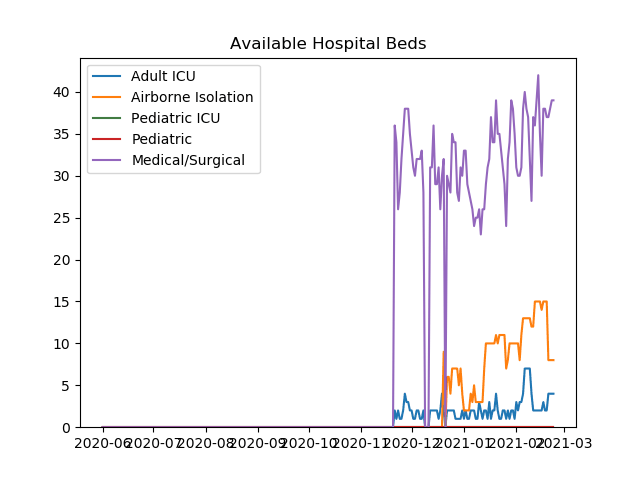 Available Hospital Beds
Adult ICU
Airborne Isolation
Pediatric ICU
Pediatric
Medical/Surgical
40
35
30
25
20
15
10
5
0
2020-06 2020-07 2020-08 2020-09 2020-10 2020-11 2020-12 2021-01 2021-02 2021-03